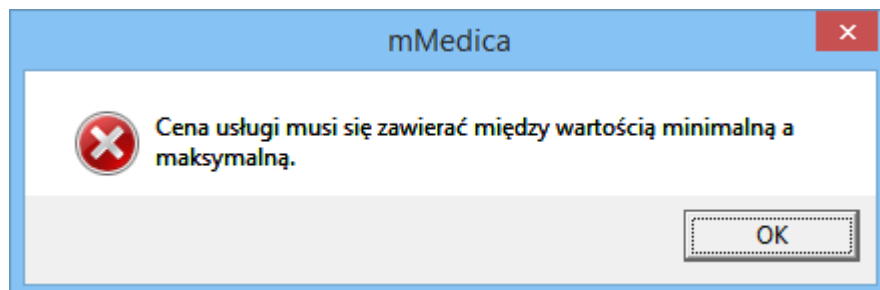 mMedica
Cena usługi musi się zawierać między wartością minimalną a
maksymalną.
OK